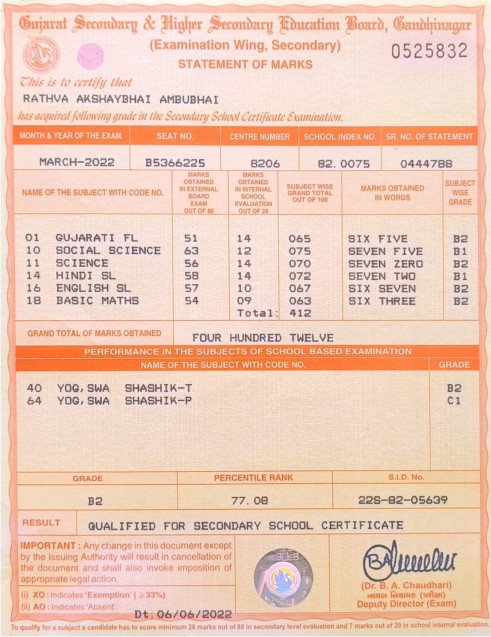 Gujarat Secondary & Higher Secondary Education Board, Gandhinagar
(Examination Wing, Secondary)
0525832
STATEMENT OF MARKS
This is to certify that
RATHVA AKSHAYBHAI AMBUBHAI
has acquired following grade in the Secondary School Certificate Examination.
MONTH & YEAR OF THE EXAM. SEAT NO. CENTRE NUMBER SCHOOL INDEX NO. SR. NO. OF STATEMENT
MARCH-2022 B5366225 8206 82.0075 0444788
NAME OF THE SUBJECT WITH CODE NO. MARKS OBTAINED IN EXTERNAL BOARD EXAM OUT OF 80 MARKS OBTAINED IN INTERNAL SCHOOL EVALUATION OUT OF 20 SUBJECT WISE GRAND TOTAL OUT OF 100 MARKS OBTAINED IN WORDS SUBJECT WISE GRADE
01 GUJARATI FL 51 14 065 SIX FIVE B2
10 SOCIAL SCIENCE 63 12 075 SEVEN FIVE B1
11 SCIENCE 56 14 070 SEVEN ZERO B2
14 HINDI SL 58 14 072 SEVEN TWO B1
16 ENGLISH SL 57 10 067 SIX SEVEN B2
18 BASIC MATHS 54 09 063 SIX THREE B2
Total: 412
GRAND TOTAL OF MARKS OBTAINED FOUR HUNDRED TWELVE
PERFORMANCE IN THE SUBJECTS OF SCHOOL BASED EXAMINATION
NAME OF THE SUBJECT WITH CODE NO. GRADE
40 YOG,SWA SHASHIK-T B2
64 YOG,SWA SHASHIK-P C1
GRADE PERCENTILE RANK S.I.D. No.
B2 77.08 22S-82-05639
RESULT QUALIFIED FOR SECONDARY SCHOOL CERTIFICATE
IMPORTANT : Any change in this document except
by the issuing Authority will result in cancellation of
the document and shall also invoke imposition of
appropriate legal action.
(i) XO : Indicates 'Exemption' (⩾ 33%)
(ii) AO : Indicates 'Absent'.
Dt: 06/06/2022
(Dr. B. A. Chaudhari)
નાયબ નિયામક (પરીક્ષા)
Deputy Director (Exam)
To qualify for a subject a candidate has to score minimum 26 marks out of 80 in secondary level evaluation and 7 marks out of 20 in school internal evaluation.